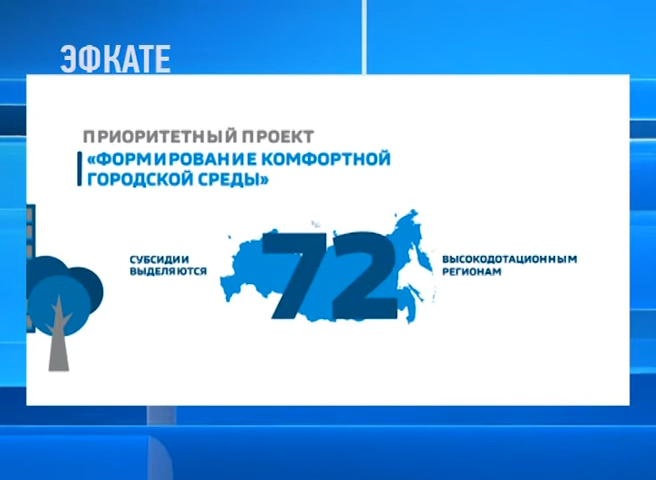 ЭФКАТЕ
ПРИОРИТЕТНЫЙ ПРОЕКТ
«ФОРМИРОВАНИЕ КОМФОРТНОЙ
ГОРОДСКОЙ СРЕДЫ»
СУБСИДИИ
ВЫДЕЛЯЮТСЯ
72
ВЫСОКОДОТАЦИОННЫМ
РЕГИОНАМ